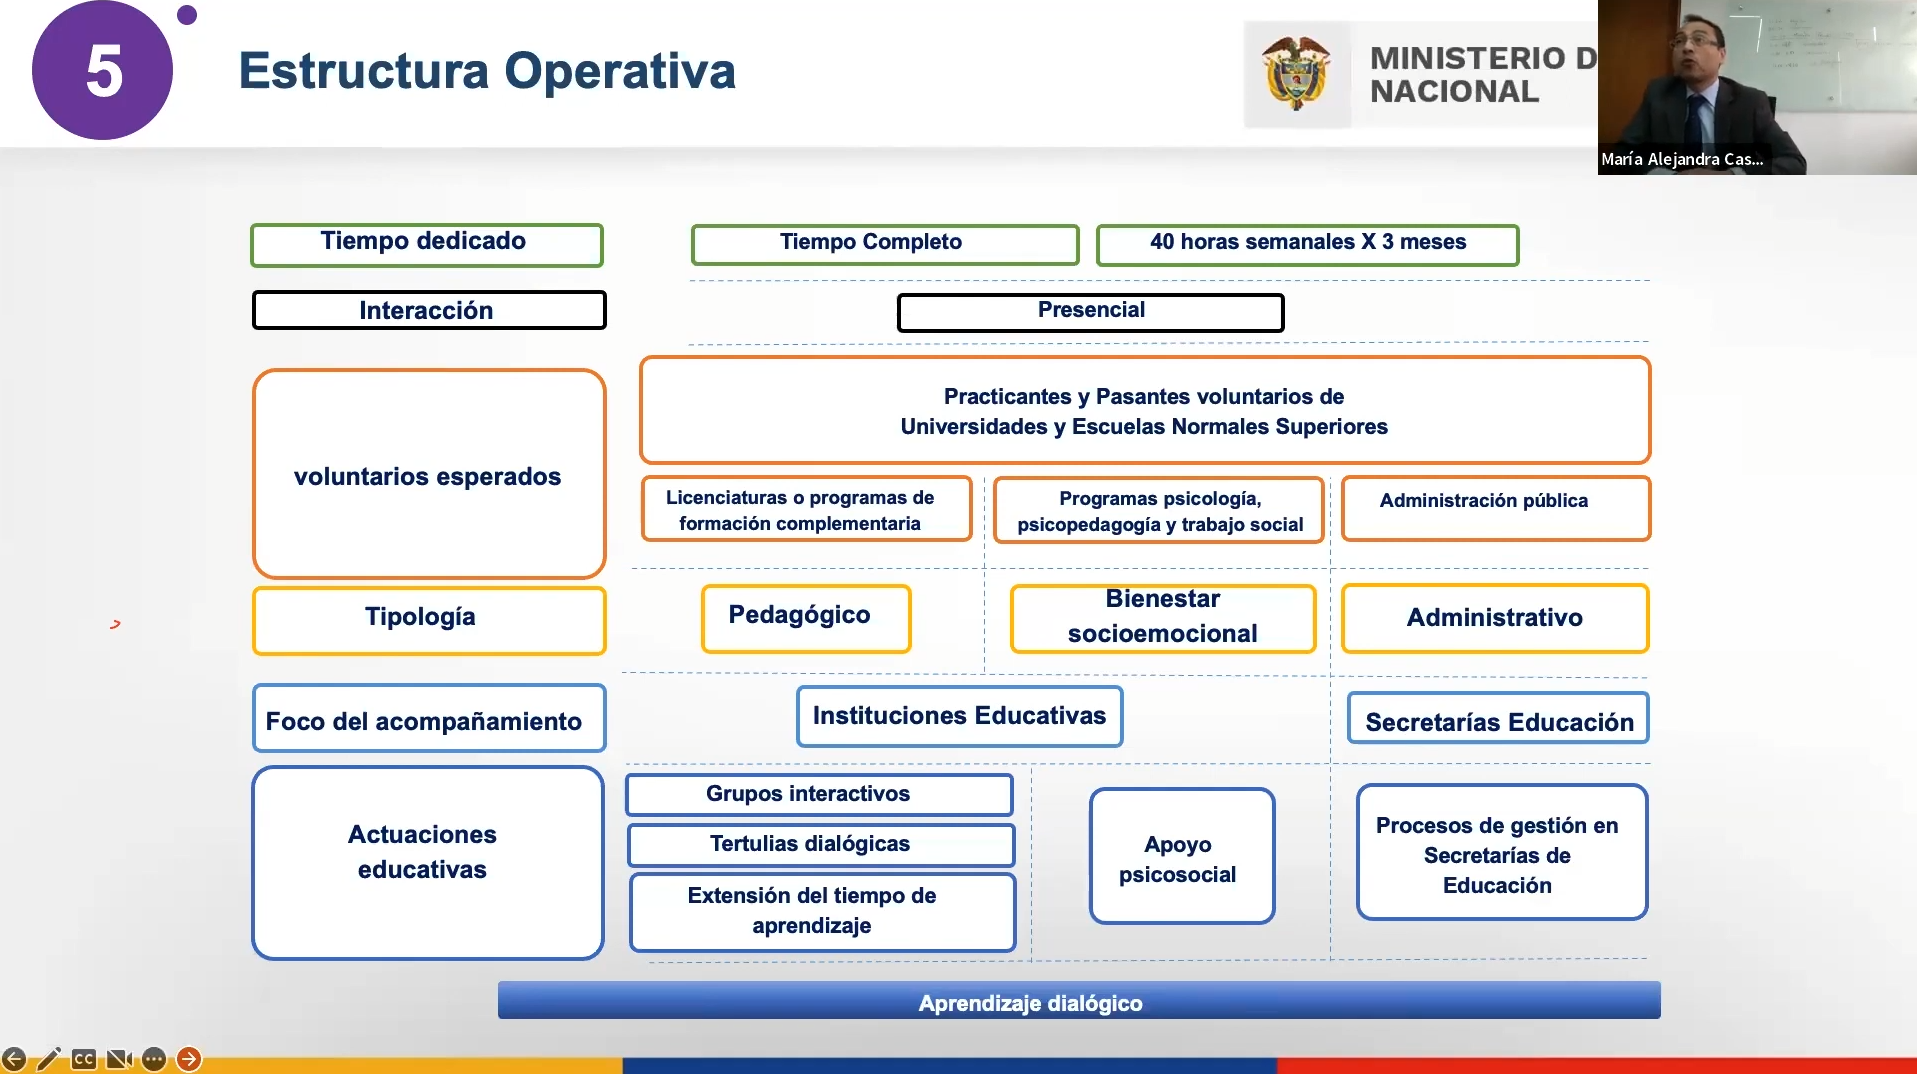 5
Estructura Operativa
MINISTERIO D
NACIONAL
María Alejandra Cas...
Tiempo dedicado
Tiempo Completo
40 horas semanales X 3 meses
Interacción
Presencial
voluntarios esperados
Practicantes y Pasantes voluntarios de
Universidades y Escuelas Normales Superiores
Licenciaturas o programas de
formación complementaria
Programas psicología,
psicopedagogía y trabajo social
Administración pública
Tipología
Pedagógico
Bienestar
socioemocional
Administrativo
Foco del acompañamiento
Instituciones Educativas
Secretarías Educación
Actuaciones
educativas
Grupos interactivos
Tertulias dialógicas
Extensión del tiempo de
aprendizaje
Apoyo
psicosocial
Procesos de gestión en
Secretarías de
Educación
Aprendizaje dialógico
CC